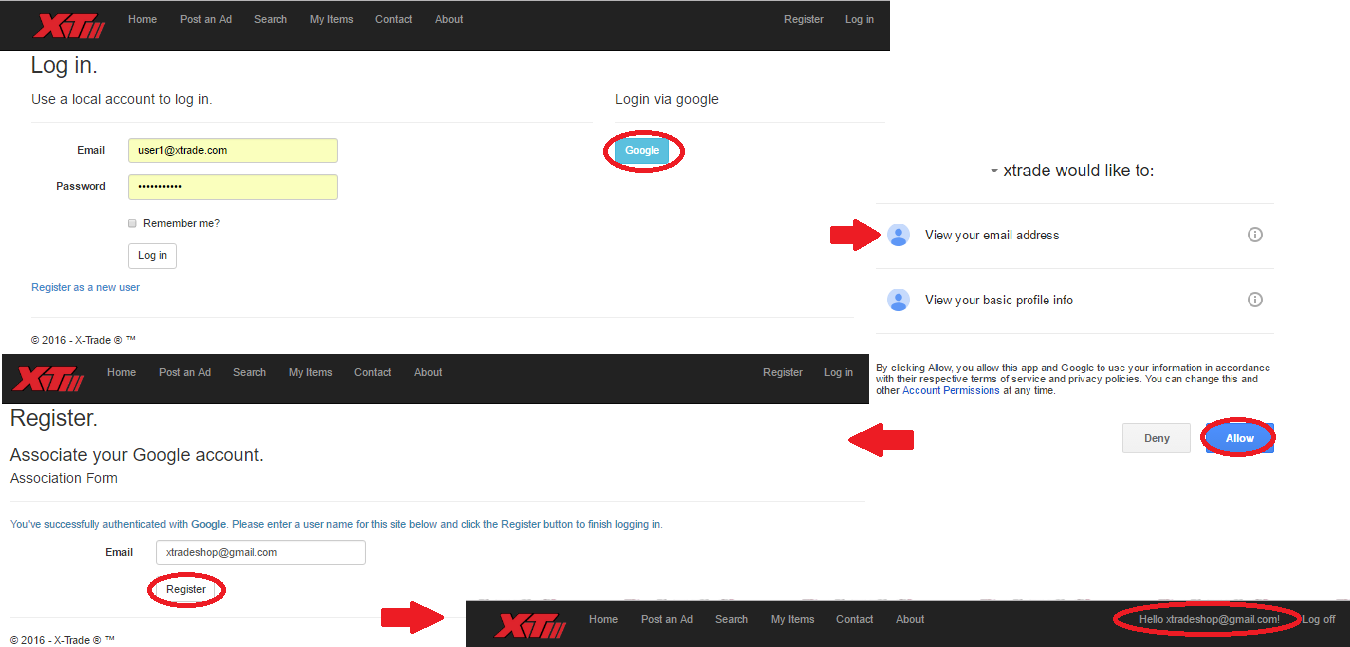 XT Home Post an Ad Search My Items Contact About Register Log in
Log in.
Use a local account to log in.
Login via google
Email user1@xtrade.com
Google
Password •••••••••••
Remember me?
Log in
Register as a new user
© 2016 - X-Trade ® ™
xtrade would like to:
View your email address
View your basic profile info
By clicking Allow, you allow this app and Google to use your information in accordance
with their respective terms of service and privacy policies. You can change this and
other Account Permissions at any time.
Deny Allow
XT Home Post an Ad Search My Items Contact About Register Log in
Register.
Associate your Google account.
Association Form
You've successfully authenticated with Google. Please enter a user name for this site below and click the Register button to finish logging in.
Email xtradeshop@gmail.com
Register
© 2016 - X-Trade ® ™
XT Home Post an Ad Search My Items Contact About Hello xtradeshop@gmail.com! Log off